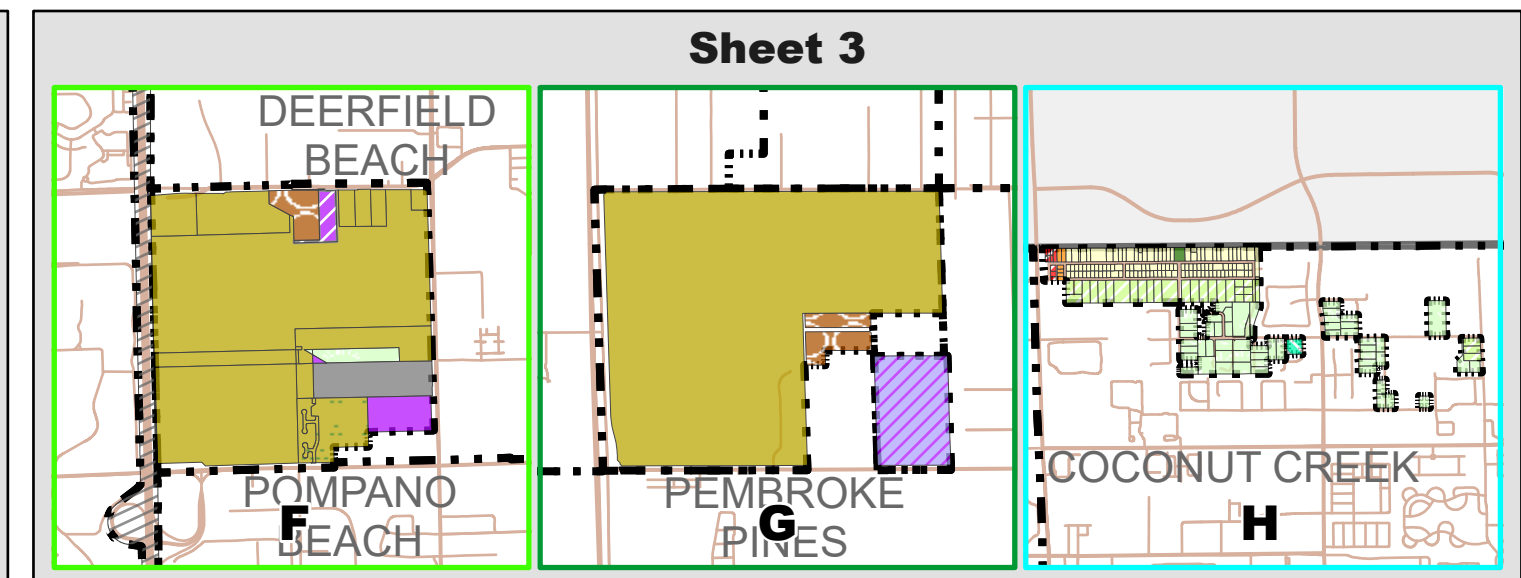 Sheet 3
DEERFIELD
BEACH
POMPANO
BEACH
F
PEMBROKE
PINES
G
COCONUT CREEK
H